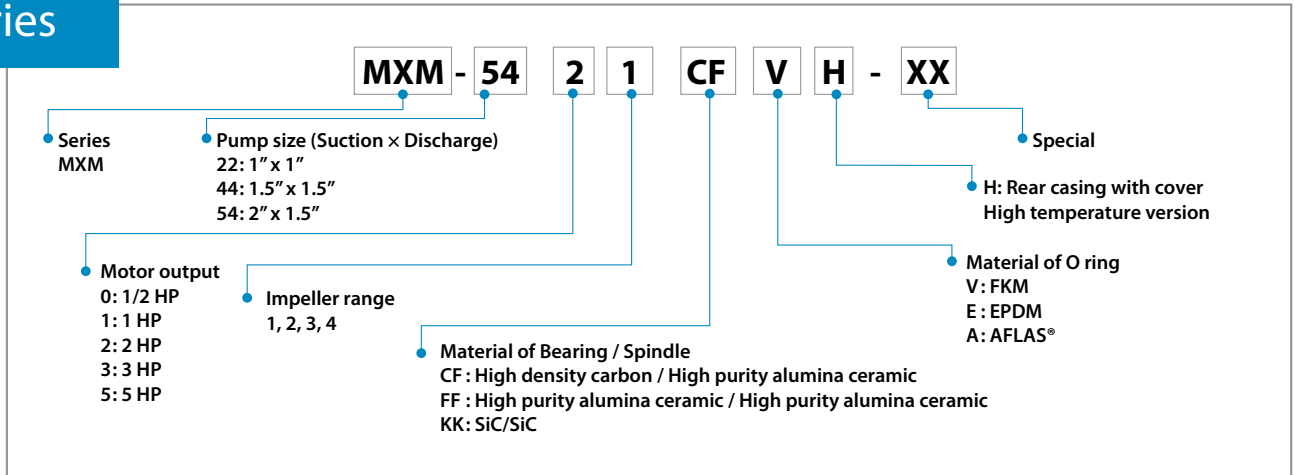 MXM - 54 2 1 CF V H - XX
Series
MXM
Pump size (Suction × Discharge)
22: 1” x 1”
44: 1.5” x 1.5”
54: 2” x 1.5”
Special
H: Rear casing with cover
High temperature version
Motor output
0: 1/2 HP
1: 1 HP
2: 2 HP
3: 3 HP
5: 5 HP
Impeller range
1, 2, 3, 4
Material of Bearing / Spindle
CF : High density carbon / High purity alumina ceramic
FF : High purity alumina ceramic / High purity alumina ceramic
KK: SiC/SiC
Material of O ring
V : FKM
E : EPDM
A: AFLAS®